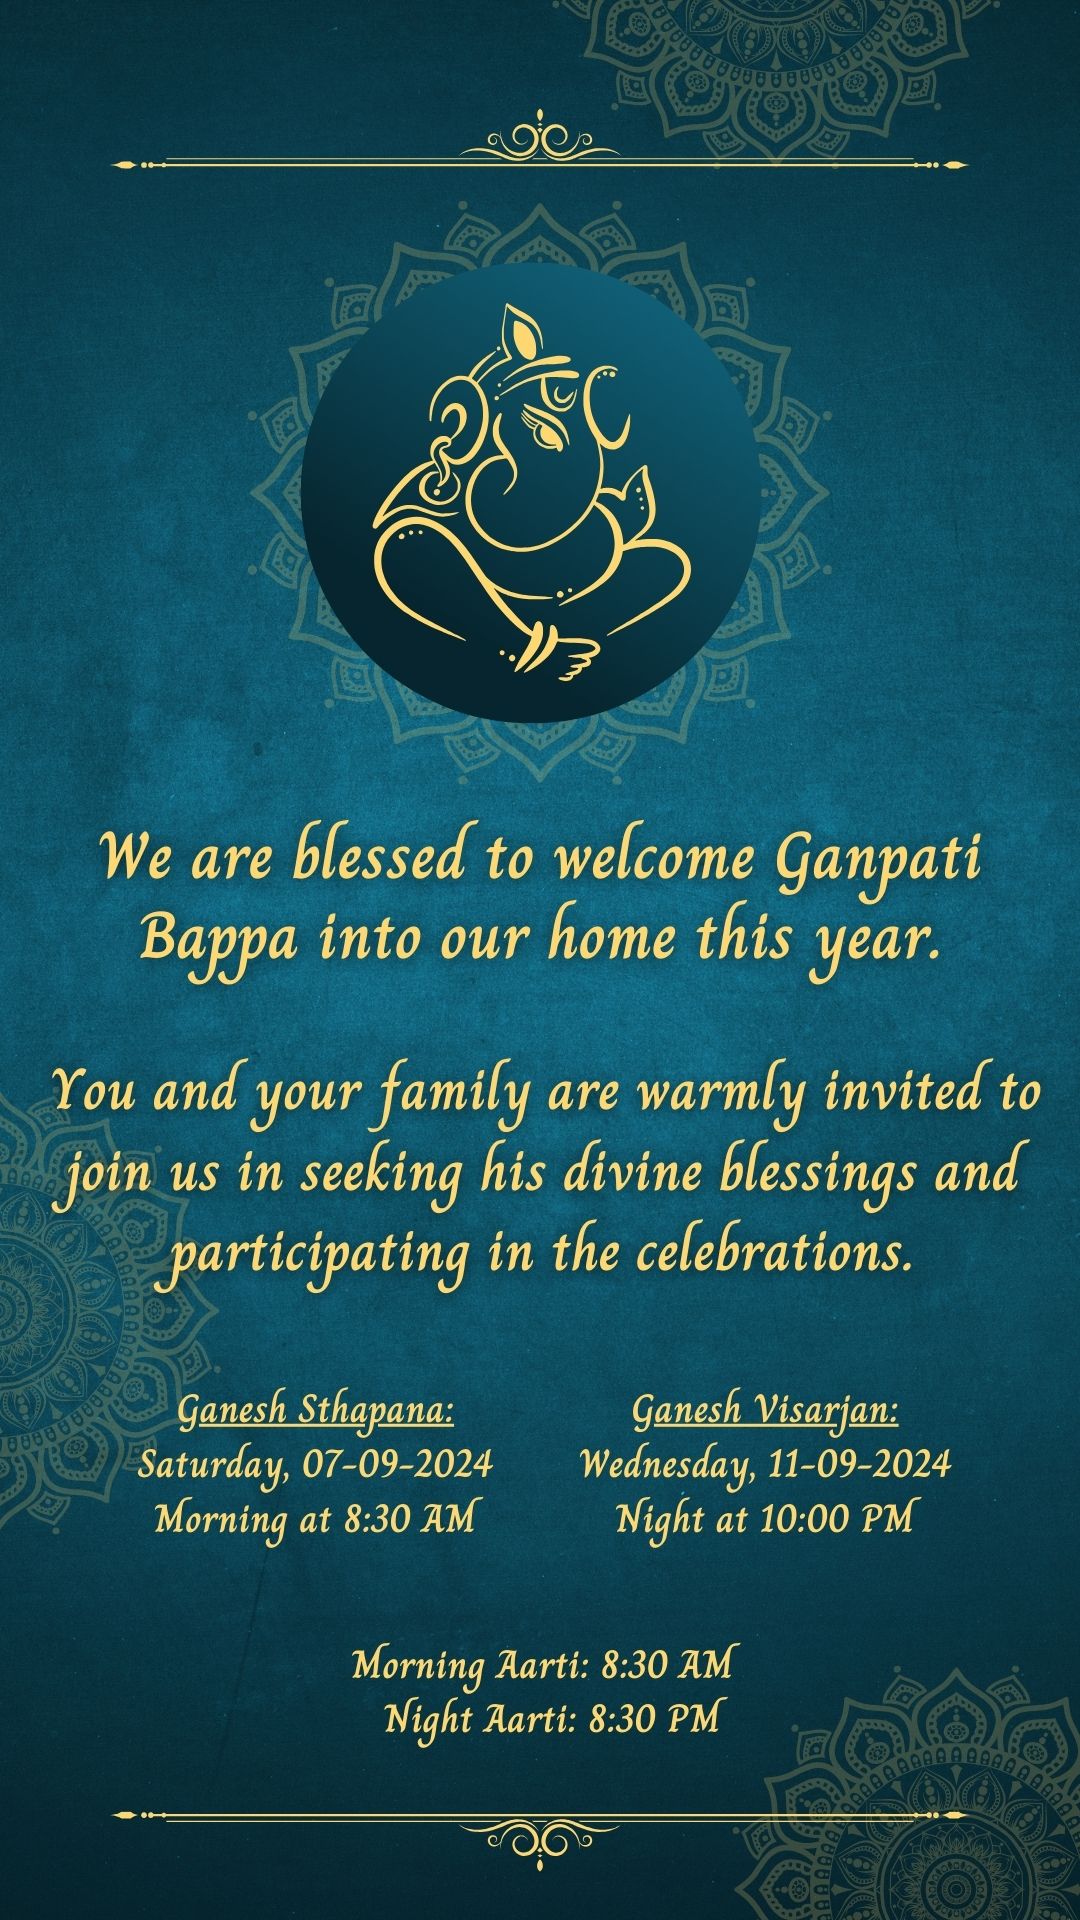 We are blessed to welcome Ganpati
Bappa into our home this year.
You and your family are warmly invited to
join us in seeking his divine blessings and
participating in the celebrations.
Ganesh Sthapana:
Saturday, 07-09-2024
Morning at 8:30 AM
Ganesh Visarjan:
Wednesday, 11-09-2024
Night at 10:00 PM
Morning Aarti: 8:30 AM
Night Aarti: 8:30 PM